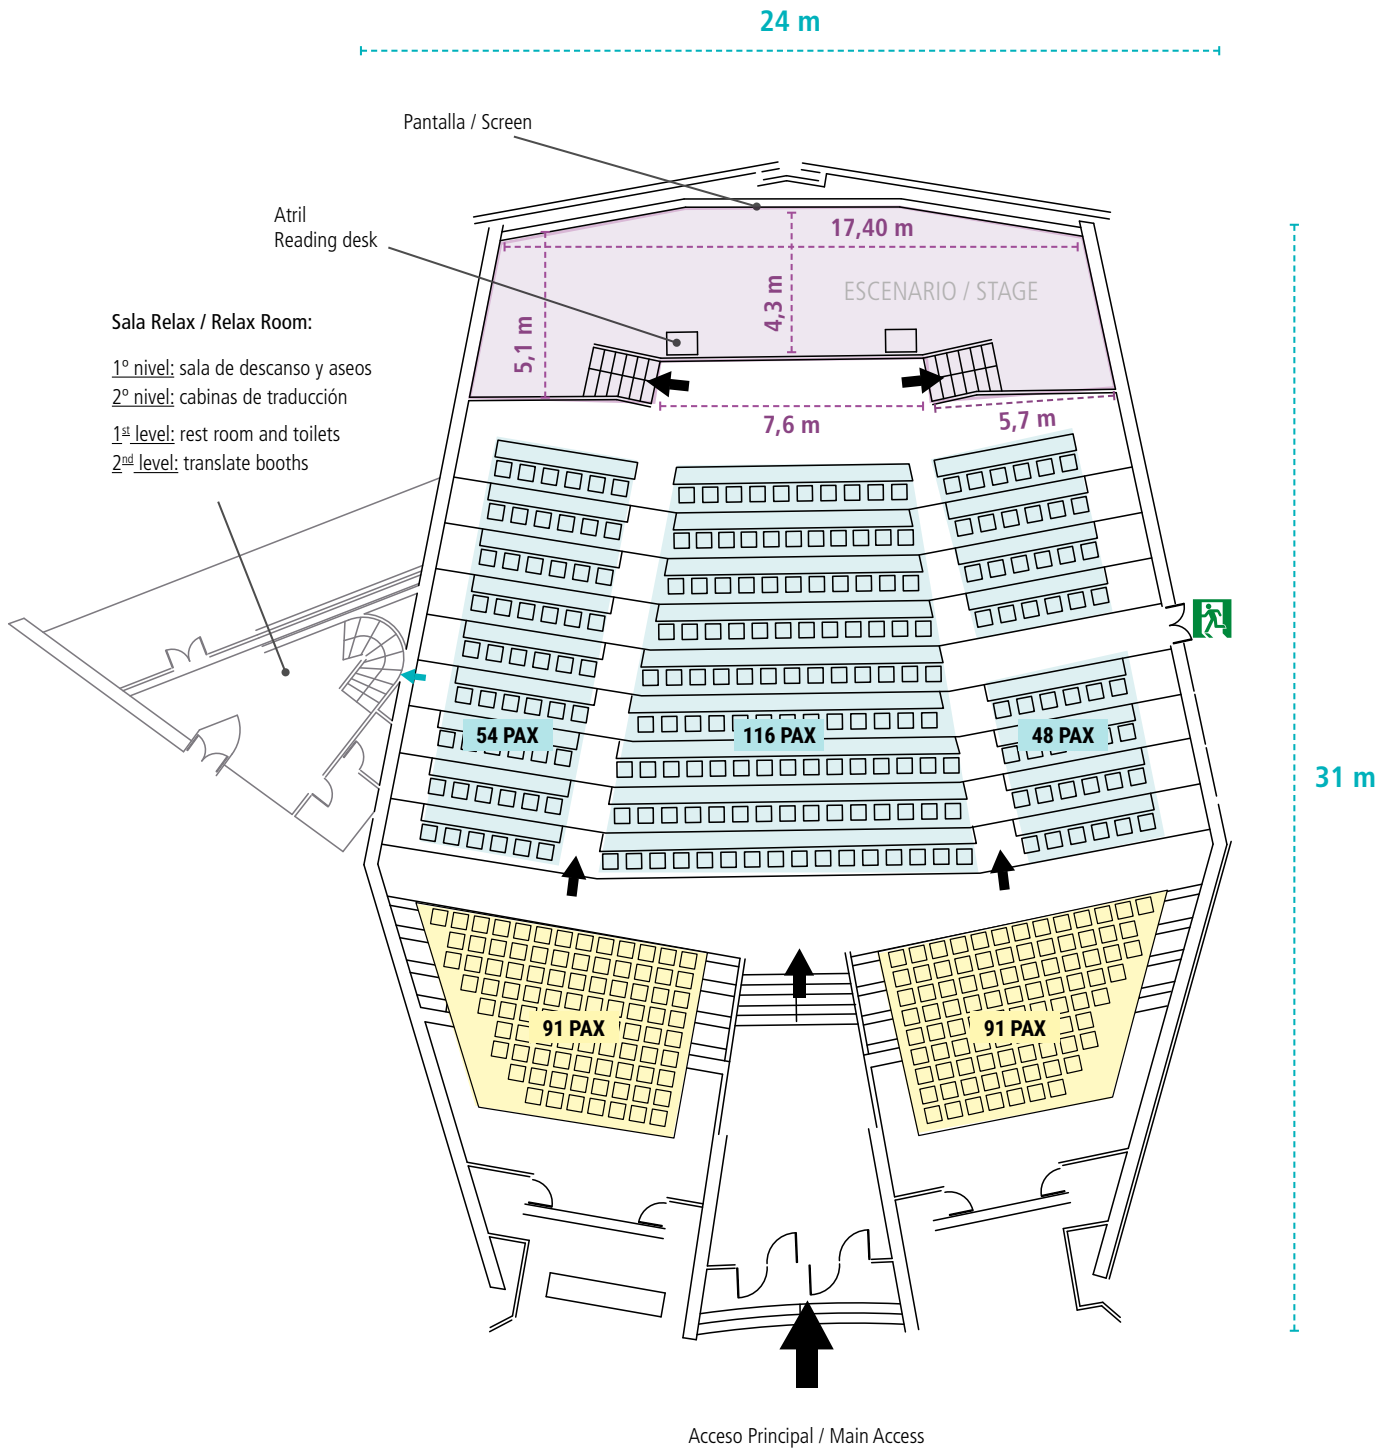 24 m
Pantalla / Screen
Atril
Reading desk
17,40 m
ESCENARIO / STAGE
4,3 m
5,1 m
Sala Relax / Relax Room:
1º nivel: sala de descanso y aseos
2º nivel: cabinas de traducción
1st level: rest room and toilets
2nd level: translate booths
7,6 m
5,7 m
54 PAX
116 PAX
48 PAX
31 m
91 PAX
91 PAX
Acceso Principal / Main Access